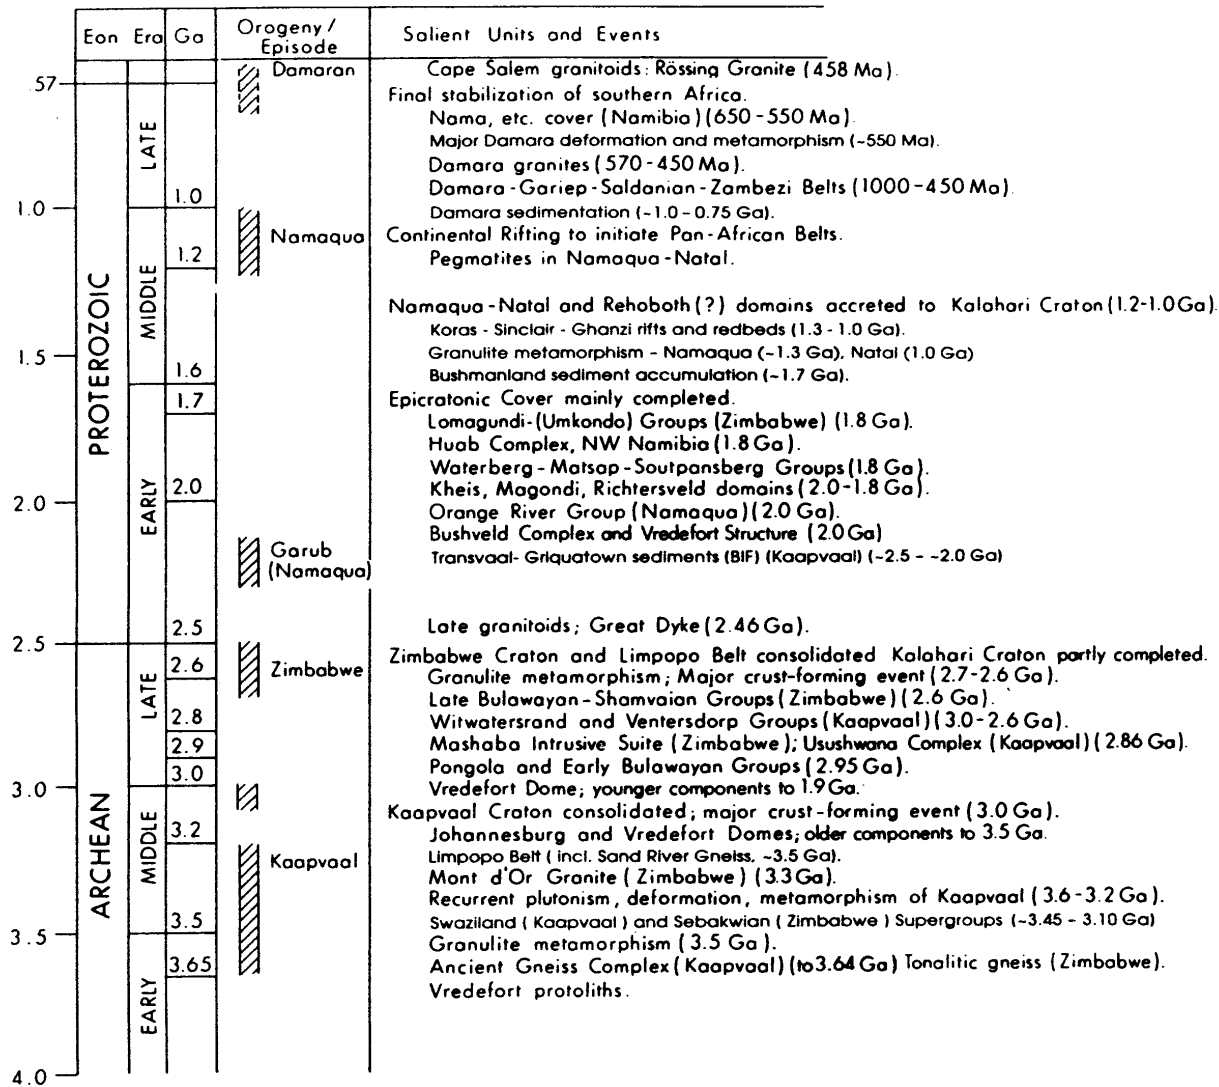 Eon Era Ga Orogeny / Episode Salient Units and Events
Damaran Cape Salem granitoids: Rössing Granite (458 Ma).
.57
Final stabilization of southern Africa.
Nama, etc. cover (Namibia) (650-550 Ma).
Major Damara deformation and metamorphism (~550 Ma).
LATE
Damara granites (570-450 Ma).
Damara-Gariep-Saldanian-Zambezi Belts (1000-450 Ma).
1.0
1.0
Damara sedimentation (~1.0-0.75 Ga).
Namaqua Continental Rifting to initiate Pan-African Belts.
1.2 Pegmatites in Namaqua-Natal.
PROTEROZOIC
MIDDLE
Namaqua-Natal and Rehoboth (?) domains accreted to Kalahari Craton (1.2-1.0 Ga).
Koras - Sinclair - Ghanzi rifts and redbeds (1.3 - 1.0 Ga).
1.5 Granulite metamorphism - Namaqua (~1.3 Ga), Natal (1.0 Ga)
1.6 Bushmanland sediment accumulation (~1.7 Ga).
1.7 Epicratonic Cover mainly completed.
Lomagundi-(Umkondo) Groups (Zimbabwe) (1.8 Ga).
Huab Complex, NW Namibia (1.8 Ga).
Waterberg-Matsap-Soutpansberg Groups (1.8 Ga).
2.0 Kheis, Magondi, Richtersveld domains (2.0-1.8 Ga).
2.0
EARLY
Orange River Group (Namaqua) (2.0 Ga).
Bushveld Complex and Vredefort Structure (2.0 Ga)
Garub (Namaqua) Transvaal- Griquatown sediments (BIF) (Kaapvaal) (~2.5 - ~2.0 Ga)
2.5 Late granitoids; Great Dyke (2.46 Ga).
2.5
Zimbabwe Craton and Limpopo Belt consolidated Kalahari Craton partly completed.
2.6 Zimbabwe Granulite metamorphism; Major crust-forming event (2.7-2.6 Ga).
LATE
Late Bulawayan-Shamvaian Groups (Zimbabwe) (2.6 Ga).
2.8 Witwatersrand and Ventersdorp Groups (Kaapvaal) (3.0-2.6 Ga).
2.9 Mashaba Intrusive Suite (Zimbabwe); Usushwana Complex (Kaapvaal) (2.86 Ga).
3.0 Pongola and Early Bulawayan Groups (2.95 Ga).
3.0
Vredefort Dome; younger components to 1.9 Ga.
ARCHEAN
MIDDLE
Kaapvaal Craton consolidated; major crust-forming event (3.0 Ga).
3.2 Johannesburg and Vredefort Domes; older components to 3.5 Ga.
Kaapvaal Limpopo Belt (incl. Sand River Gneiss, ~3.5 Ga).
Mont d'Or Granite (Zimbabwe) (3.3 Ga).
Recurrent plutonism, deformation, metamorphism of Kaapvaal (3.6-3.2 Ga).
3.5 Swaziland (Kaapvaal) and Sebakwian (Zimbabwe) Supergroups (~3.45 - 3.10 Ga)
3.5
Granulite metamorphism (3.5 Ga).
3.65 Ancient Gneiss Complex (Kaapvaal) (to 3.64 Ga) Tonalitic gneiss (Zimbabwe).
EARLY
Vredefort protoliths.
4.0